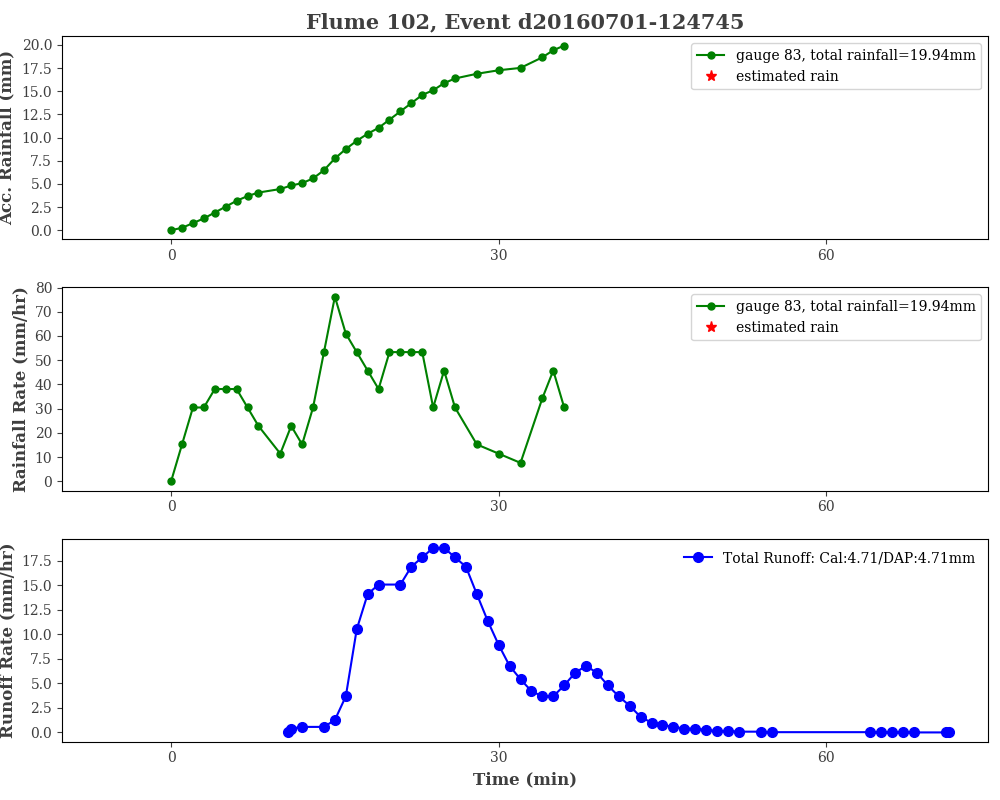 Flume 102, Event d20160701-124745
Acc. Rainfall (mm)
20.0
17.5
15.0
12.5
10.0
7.5
5.0
2.5
0.0
gauge 83, total rainfall=19.94mm
estimated rain
0 30 60
Rainfall Rate (mm/hr)
80
70
60
50
40
30
20
10
0
gauge 83, total rainfall=19.94mm
estimated rain
0 30 60
Runoff Rate (mm/hr)
17.5
15.0
12.5
10.0
7.5
5.0
2.5
0.0
Total Runoff: Cal:4.71/DAP:4.71mm
0 30 60
Time (min)